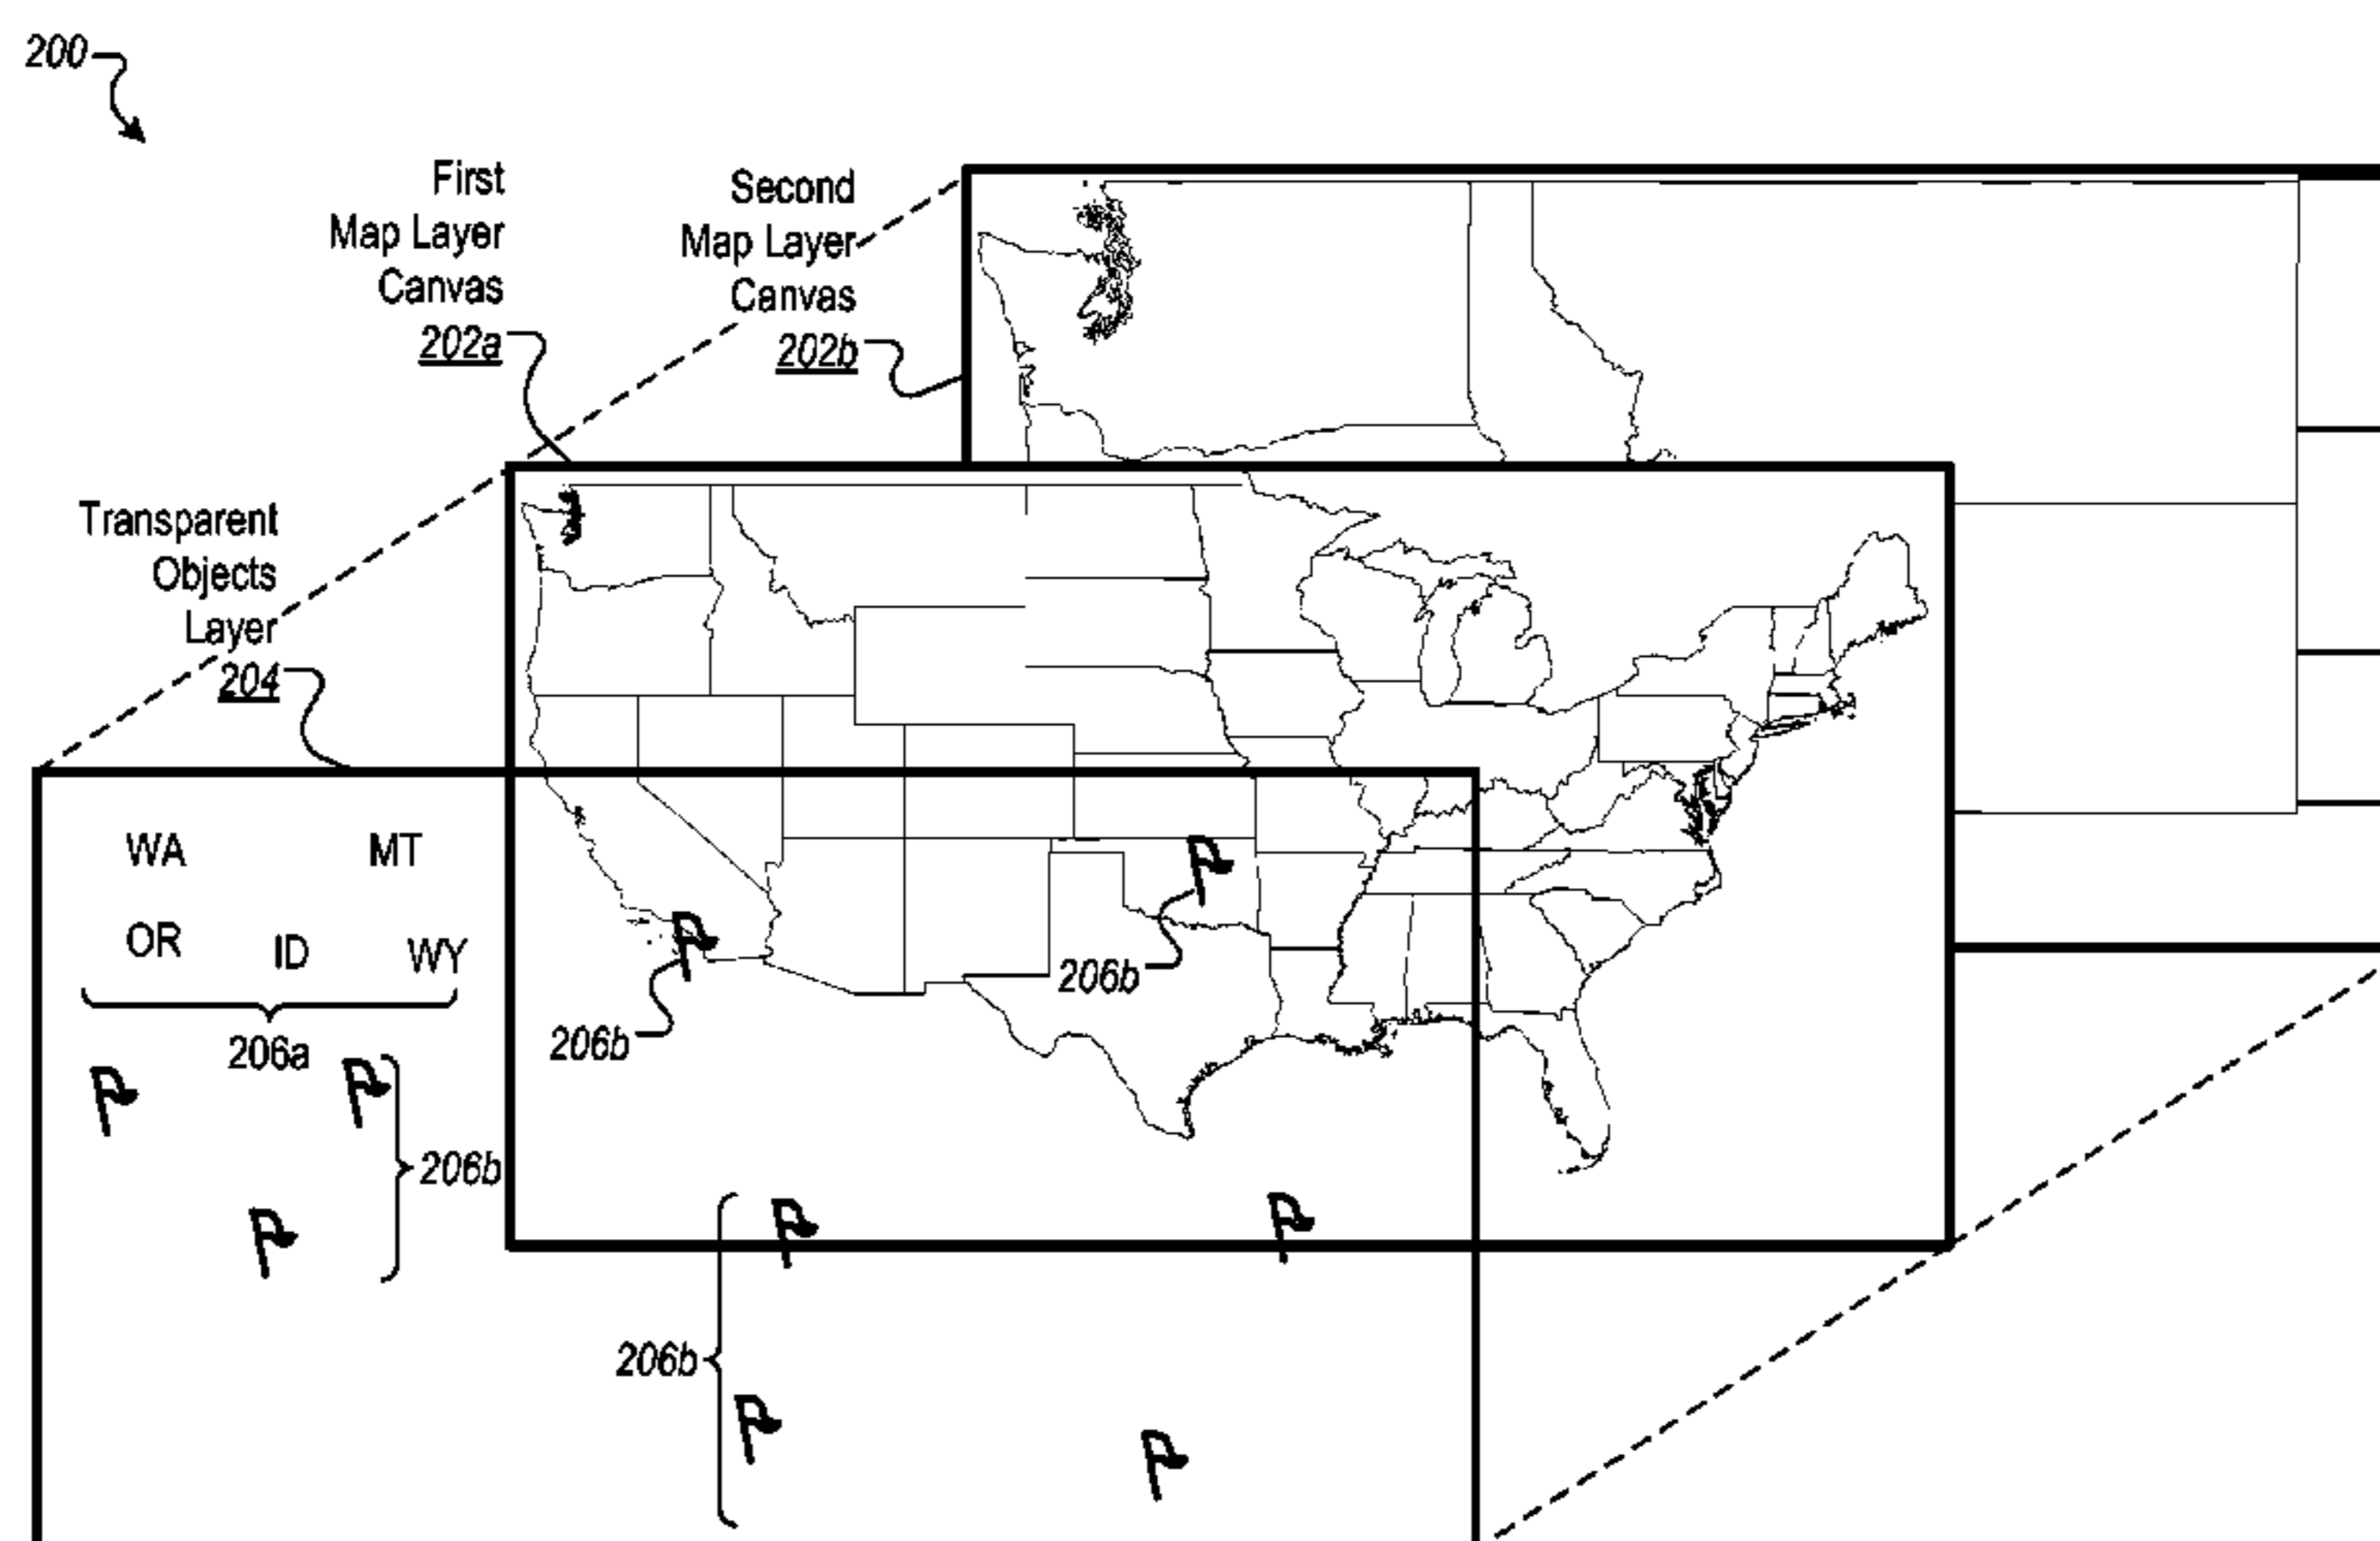 200
First
Map Layer
Canvas
202a
Second
Map Layer
Canvas
202b
Transparent
Objects
Layer
204
WA
MT
OR
ID
WY
206a
206b
206b
206b
206b